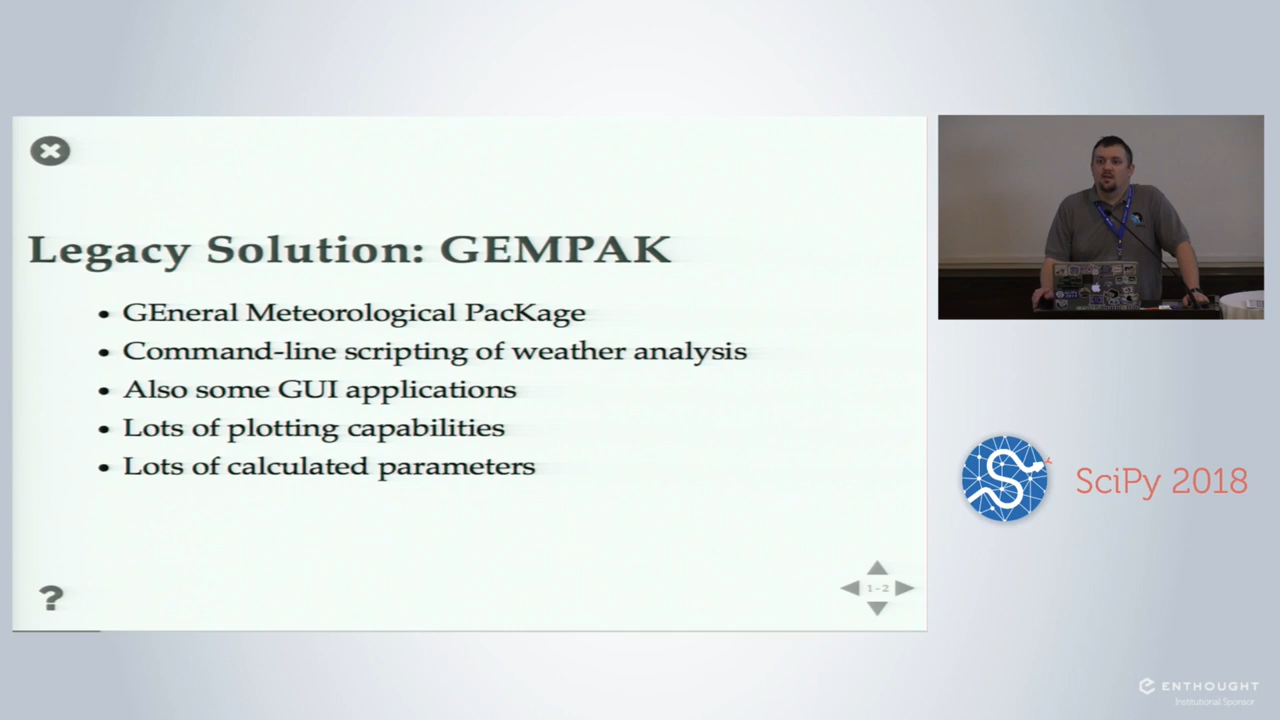 Legacy Solution: GEMPAK
• GEneral Meteorological PacKage
• Command-line scripting of weather analysis
• Also some GUI applications
• Lots of plotting capabilities
• Lots of calculated parameters
?
1-2
SciPy 2018
ENTHOUGHT
Institutional Sponsor